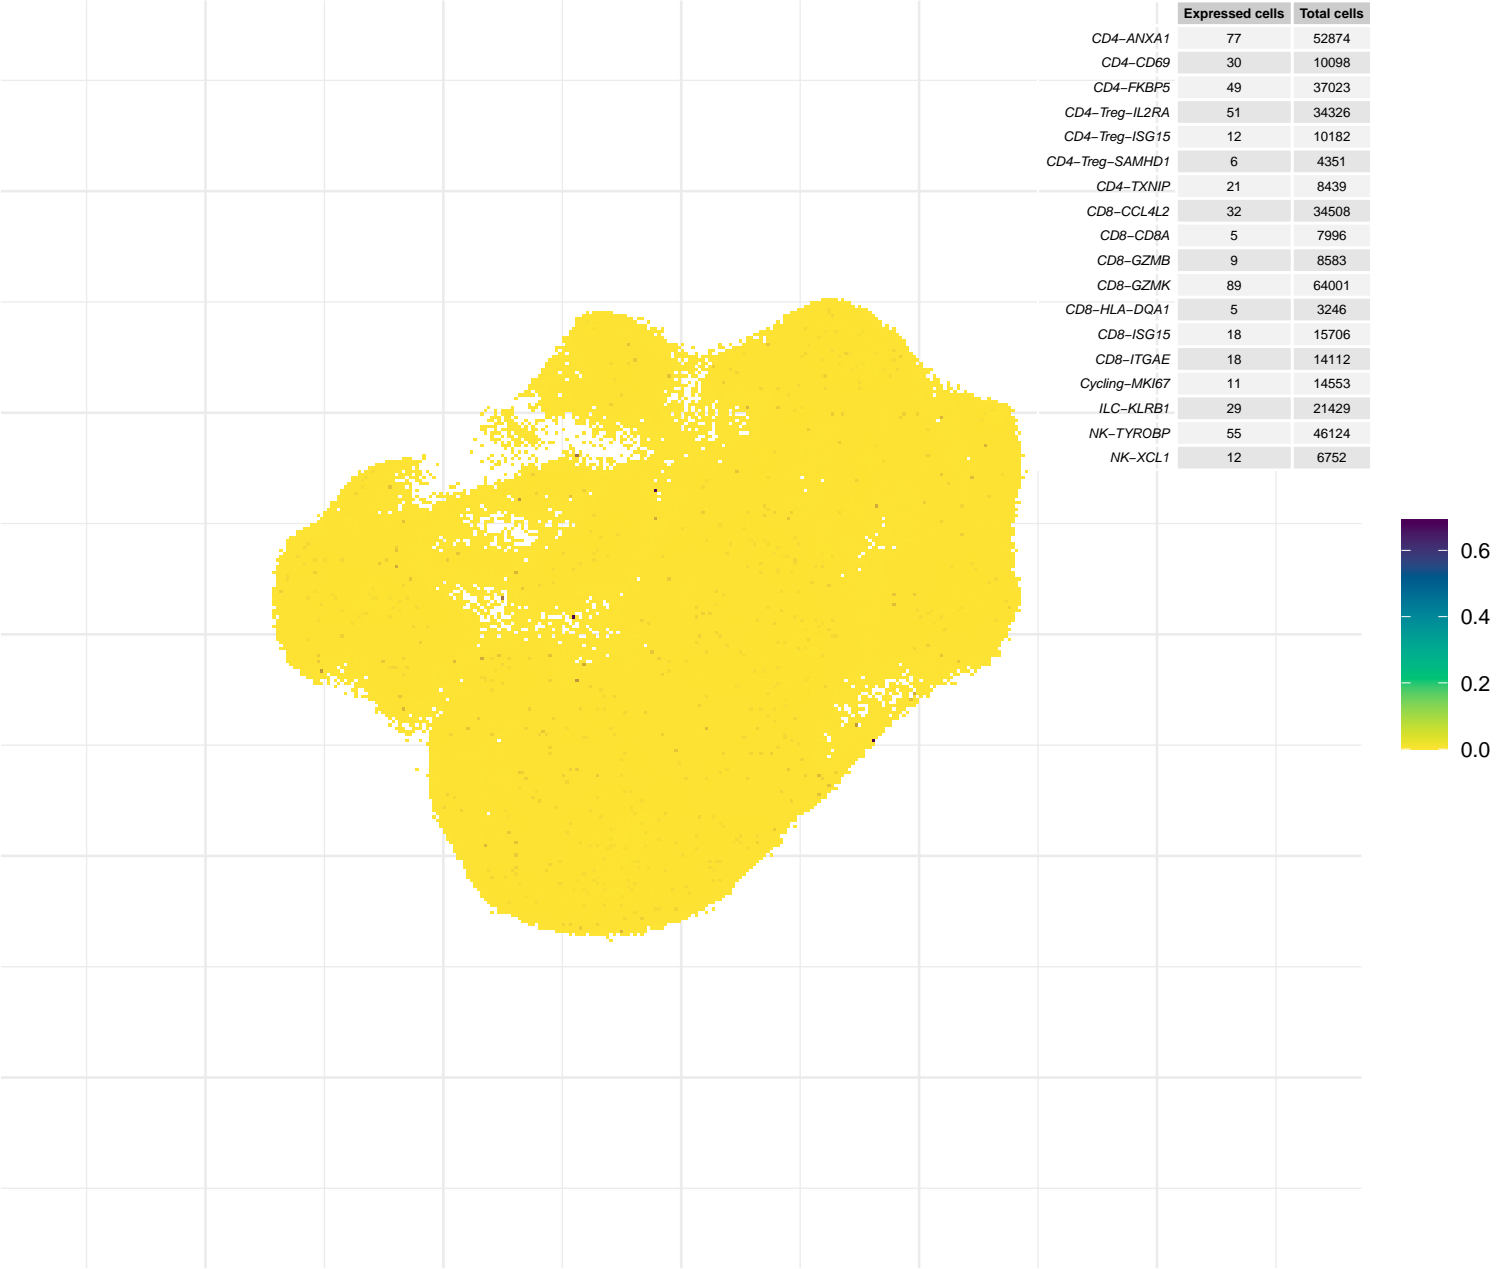 Expressed cells Total cells
CD4−ANXA1 77 52874
CD4−CD69 30 10098
CD4−FKBP5 49 37023
CD4−Treg−IL2RA 51 34326
CD4−Treg−ISG15 12 10182
CD4−Treg−SAMHD1 6 4351
CD4−TXNIP 21 8439
CD8−CCL4L2 32 34508
CD8−CD8A 5 7996
CD8−GZMB 9 8583
CD8−GZMK 89 64001
CD8−HLA−DQA1 5 3246
CD8−ISG15 18 15706
CD8−ITGAE 18 14112
Cycling−MKI67 11 14553
ILC−KLRB1 29 21429
NK−TYROBP 55 46124
NK−XCL1 12 6752
0.6
0.4
0.2
0.0